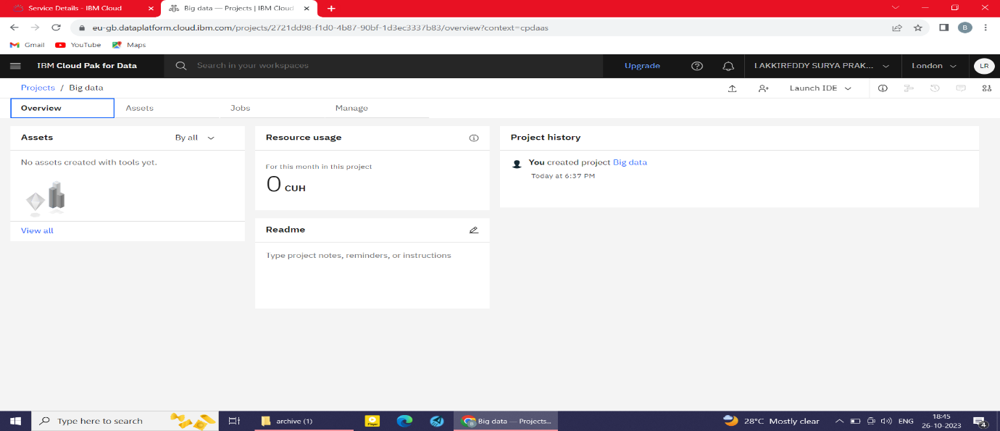 Service Details - IBM Cloud
Big data — Projects | IBM Cloud
eu-gb.dataplatform.cloud.ibm.com/projects/2721dd98-f1d0-4b87-90bf-1d3ec3337b83/overview?context=cpdaas
B
Gmail YouTube Maps
IBM Cloud Pak for Data Search in your workspaces Upgrade LAKKIREDDY SURYA PRAK... London LR
Projects / Big data Launch IDE
Overview Assets Jobs Manage
Assets By all
No assets created with tools yet.
View all
Resource usage
For this month in this project
0 CUH
Readme
Type project notes, reminders, or instructions
Project history
You created project Big data
Today at 6:37 PM
Type here to search archive (1) Player Big data — Projects... 28°C Mostly clear ENG
18:45
26-10-2023
4